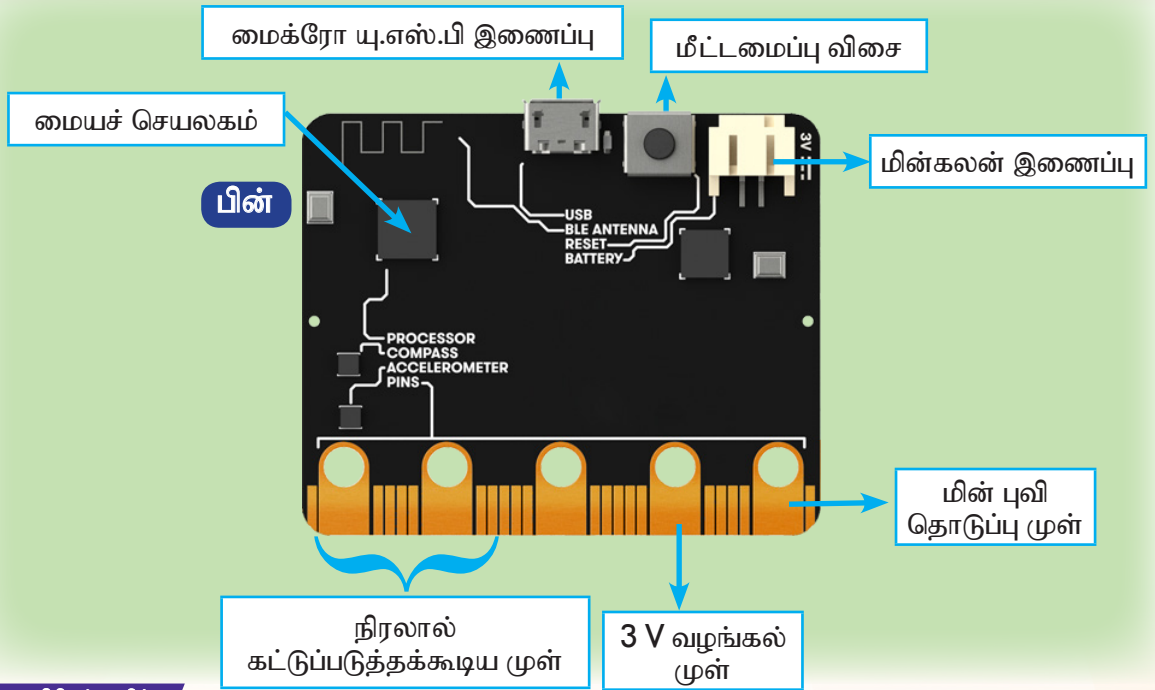 மைக்ரோ யு.எஸ்.பி இணைப்பு
மீட்டமைப்பு விசை
மையச் செயலகம்
மின்கலன் இணைப்பு
பின்
3V
USB
BLE ANTENNA
RESET
BATTERY
PROCESSOR
COMPASS
ACCELEROMETER
PINS
மின் புவி
தொடுப்பு முள்
நிரலால்
கட்டுப்படுத்தக்கூடிய முள்
3 V வழங்கல்
முள்